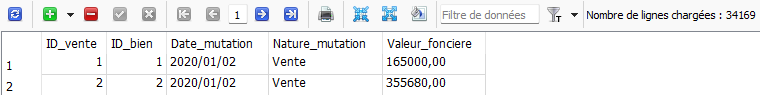 1 Filtre de données Nombre de lignes chargées : 34169
ID_vente ID_bien Date_mutation Nature_mutation Valeur_fonciere
1 1 1 2020/01/02 Vente 165000,00
2 2 2 2020/01/02 Vente 355680,00